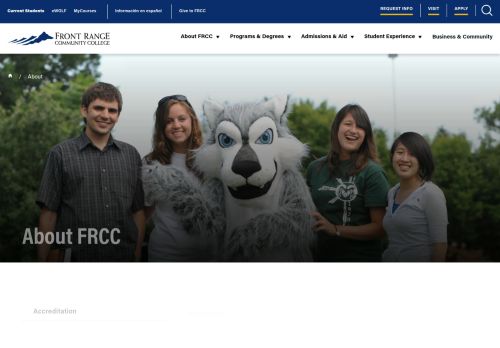 Current Students eWOLF MyCourses Información en español Give to FRCC REQUEST INFO VISIT APPLY
FRONT RANGE
COMMUNITY COLLEGE
About FRCC Programs & Degrees Admissions & Aid Student Experience Business & Community
/ About
About FRCC
Accreditation